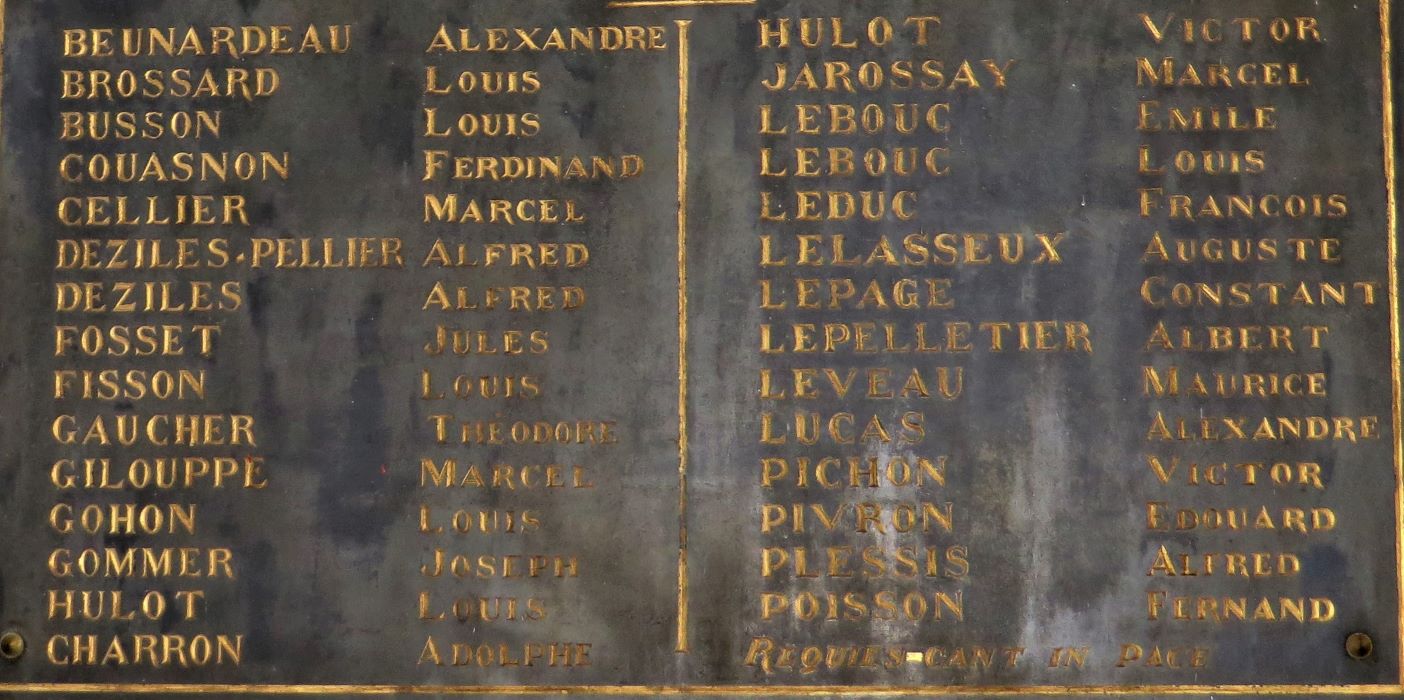 BEUNARDEAU ALEXANDRE
BROSSARD LOUIS
BUSSON LOUIS
COUASNON FERDINAND
CELLIER MARCEL
DEZILES-PELLIER ALFRED
DEZILES ALFRED
FOSSET JULES
FISSON LOUIS
GAUCHER THÉODORE
GILOUPPE MARCEL
GOHON LOUIS
GOMMER JOSEPH
HULOT LOUIS
CHARRON ADOLPHE
HULOT VICTOR
JAROSSAY MARCEL
LEBOUC EMILE
LEBOUC LOUIS
LEDUC FRANCOIS
LELASSEUX AUGUSTE
LEPAGE CONSTANT
LEPELLETIER ALBERT
LEVEAU MAURICE
LUCAS ALEXANDRE
PICHON VICTOR
PIVRON EDOUARD
PLESSIS ALFRED
POISSON FERNAND
REQUIES-CANT IN PACE